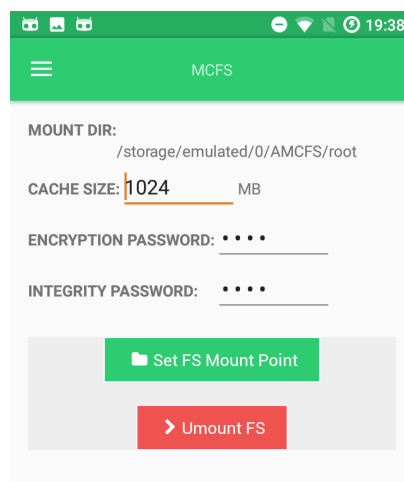 19:38
MCFS
MOUNT DIR:
/storage/emulated/0/AMCFS/root
CACHE SIZE: 1024 MB
ENCRYPTION PASSWORD: ••••
INTEGRITY PASSWORD: ••••
Set FS Mount Point
Umount FS